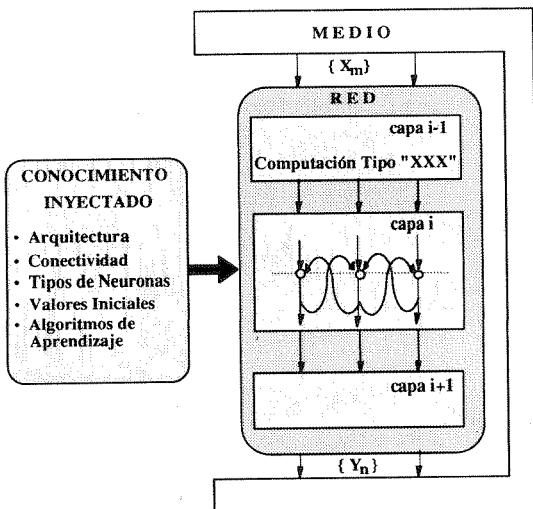 MEDIO
{ Xm }
RED
capa i-1
Computación Tipo "XXX"
capa i
capa i+1
{ Yn }
CONOCIMIENTO
INYECTADO
• Arquitectura
• Conectividad
• Tipos de Neuronas
• Valores Iniciales
• Algoritmos de
Aprendizaje